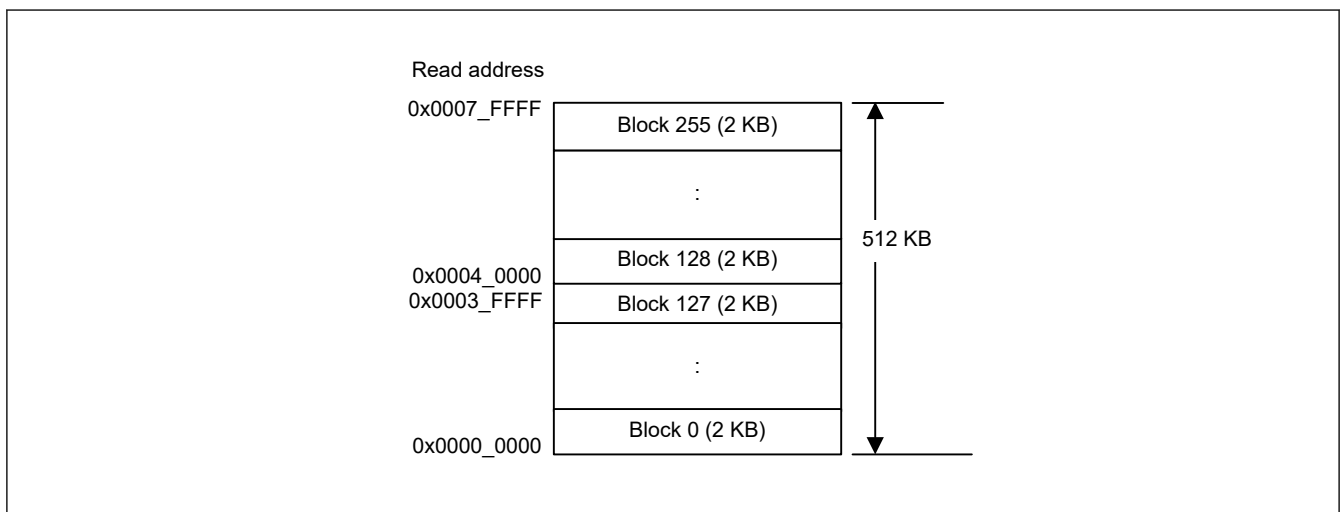 Read address
0x0007_FFFF
Block 255 (2 KB)
:
512 KB
Block 128 (2 KB)
0x0004_0000
0x0003_FFFF
Block 127 (2 KB)
:
Block 0 (2 KB)
0x0000_0000